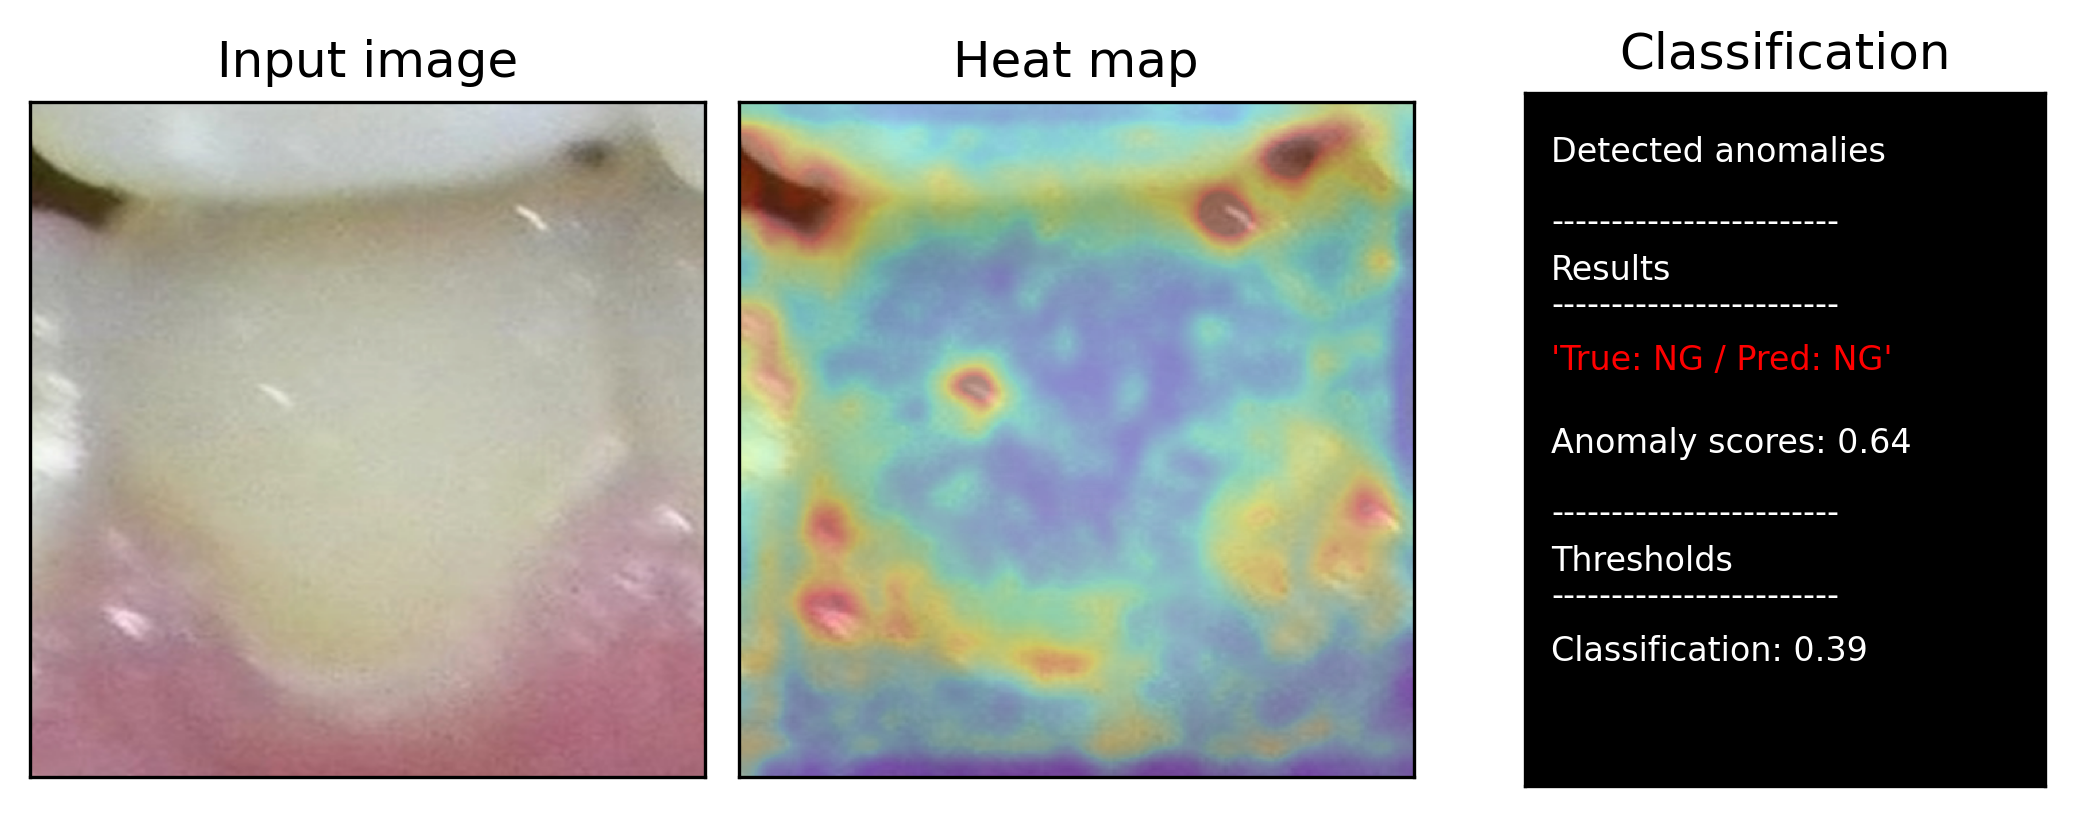 Input image
Heat map
Classification
Detected anomalies
------------------------
Results
------------------------
'True: NG / Pred: NG'
Anomaly scores: 0.64
------------------------
Thresholds
------------------------
Classification: 0.39